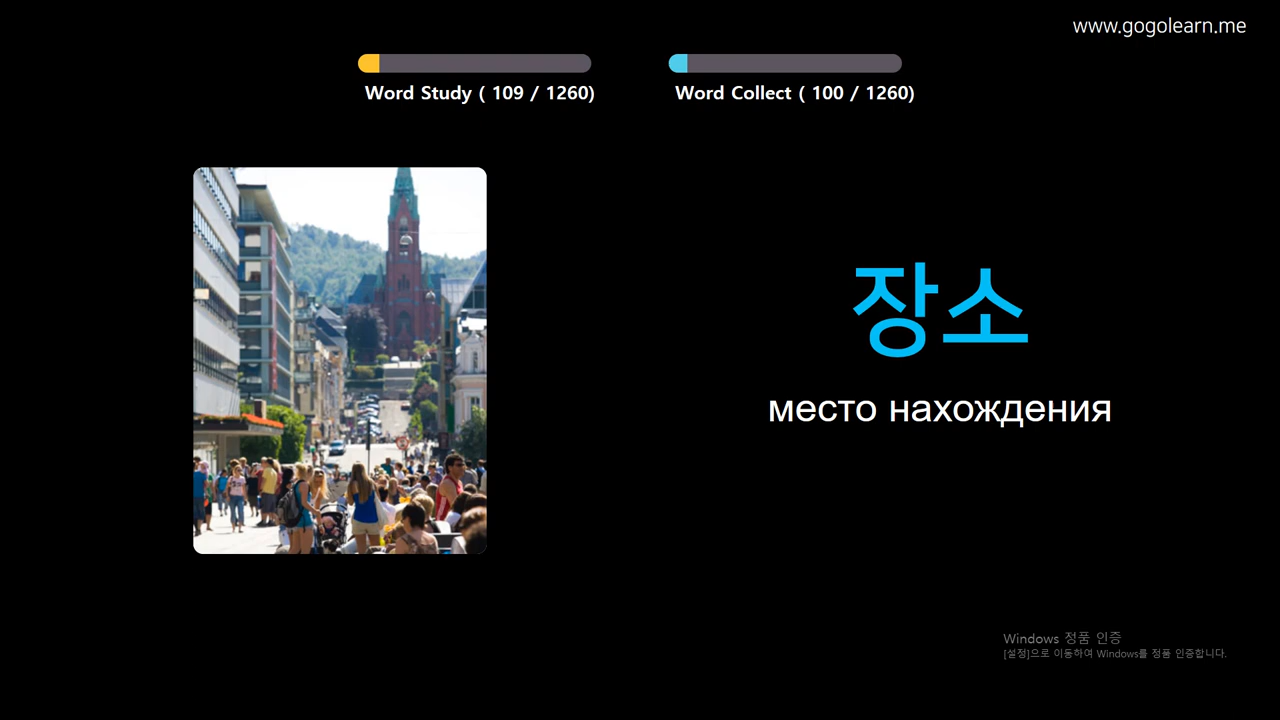 www.gogolearn.me
Word Study ( 109 / 1260)
Word Collect ( 100 / 1260)
장소
место нахождения
Windows 정품 인증
[설정]으로 이동하여 Windows를 정품 인증합니다.